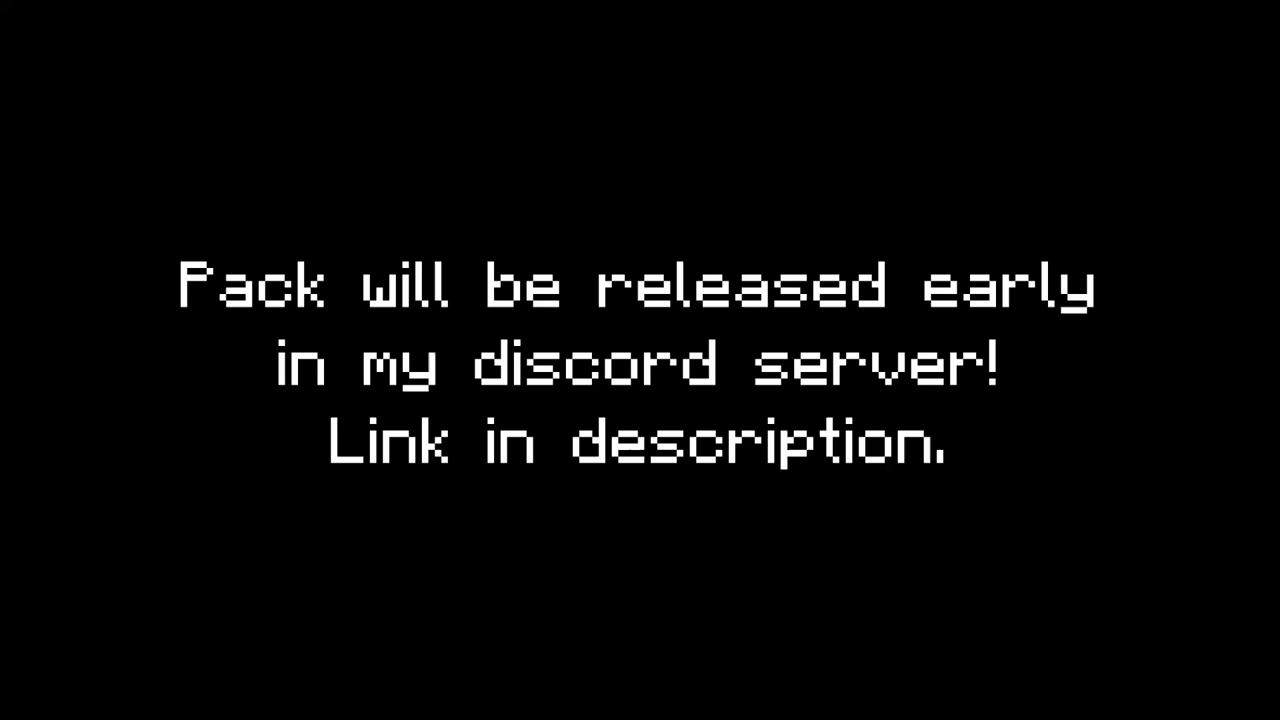 Pack will be released early
in my discord server!
Link in description.